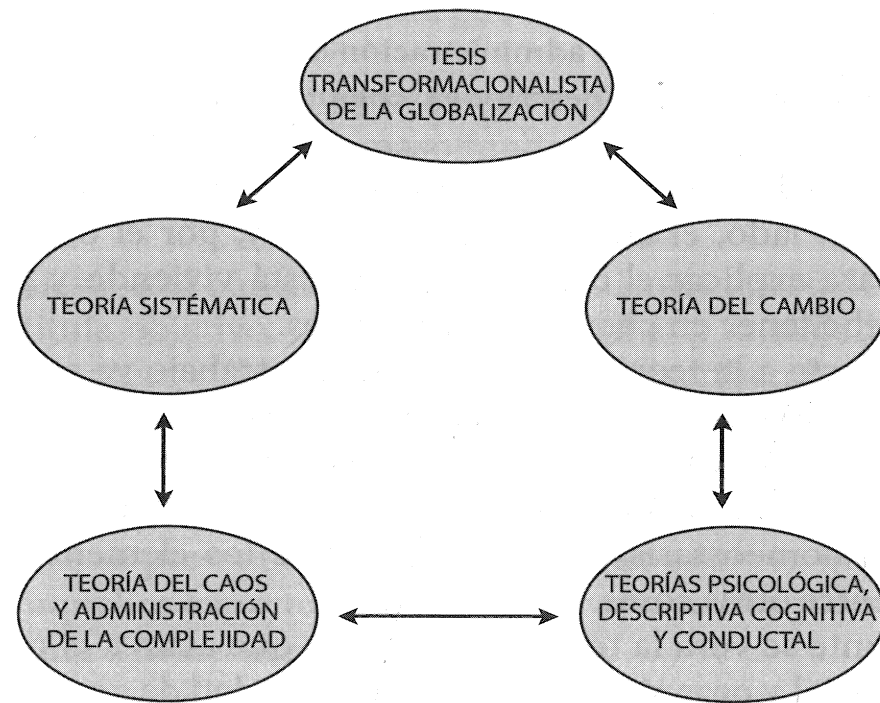 TESIS
TRANSFORMACIONALISTA
DE LA GLOBALIZACIÓN
TEORÍA SISTÉMATICA
TEORÍA DEL CAMBIO
TEORÍA DEL CAOS
Y ADMINISTRACIÓN
DE LA COMPLEJIDAD
TEORÍAS PSICOLÓGICA,
DESCRIPTIVA COGNITIVA
Y CONDUCTAL